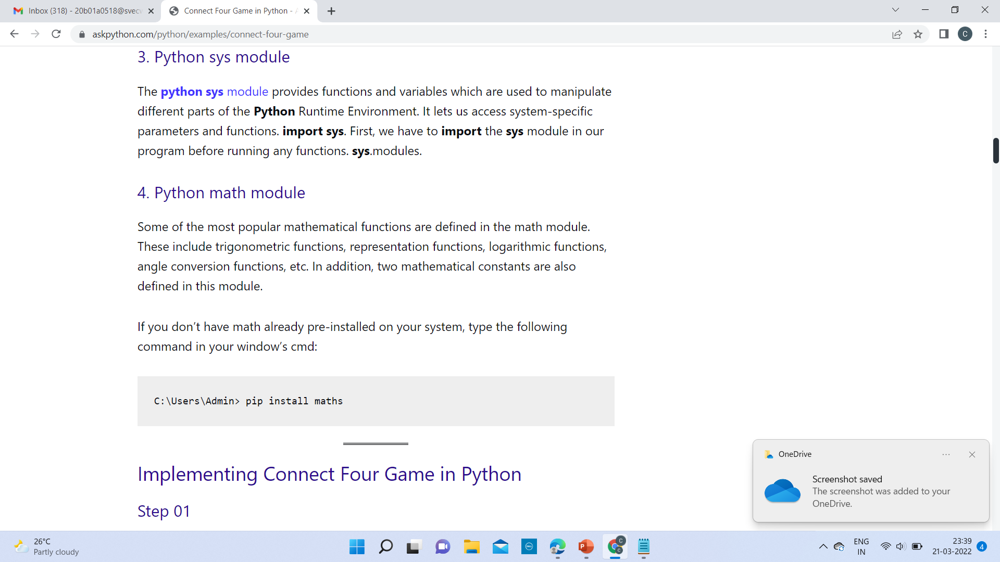 Inbox (318) - 20b01a0518@svecw
Connect Four Game in Python - A
askpython.com/python/examples/connect-four-game
C
3. Python sys module
The python sys module provides functions and variables which are used to manipulate
different parts of the Python Runtime Environment. It lets us access system-specific
parameters and functions. import sys. First, we have to import the sys module in our
program before running any functions. sys.modules.
4. Python math module
Some of the most popular mathematical functions are defined in the math module.
These include trigonometric functions, representation functions, logarithmic functions,
angle conversion functions, etc. In addition, two mathematical constants are also
defined in this module.
If you don’t have math already pre-installed on your system, type the following
command in your window’s cmd:
C:\Users\Admin> pip install maths
Implementing Connect Four Game in Python
Step 01
OneDrive
Screenshot saved
The screenshot was added to your
OneDrive.
26°C
Partly cloudy
DELL
P
C
C
ENG
IN
23:39
21-03-2022
4